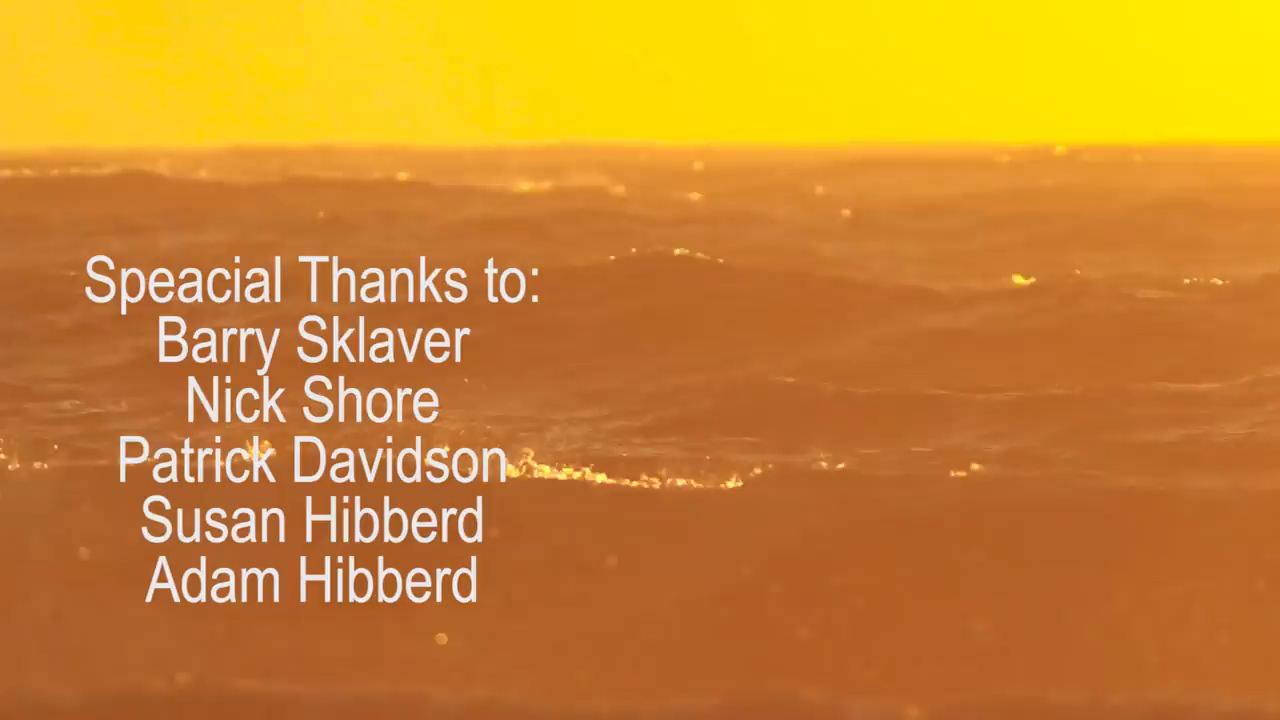 Speacial Thanks to:
Barry Sklaver
Nick Shore
Patrick Davidson
Susan Hibberd
Adam Hibberd